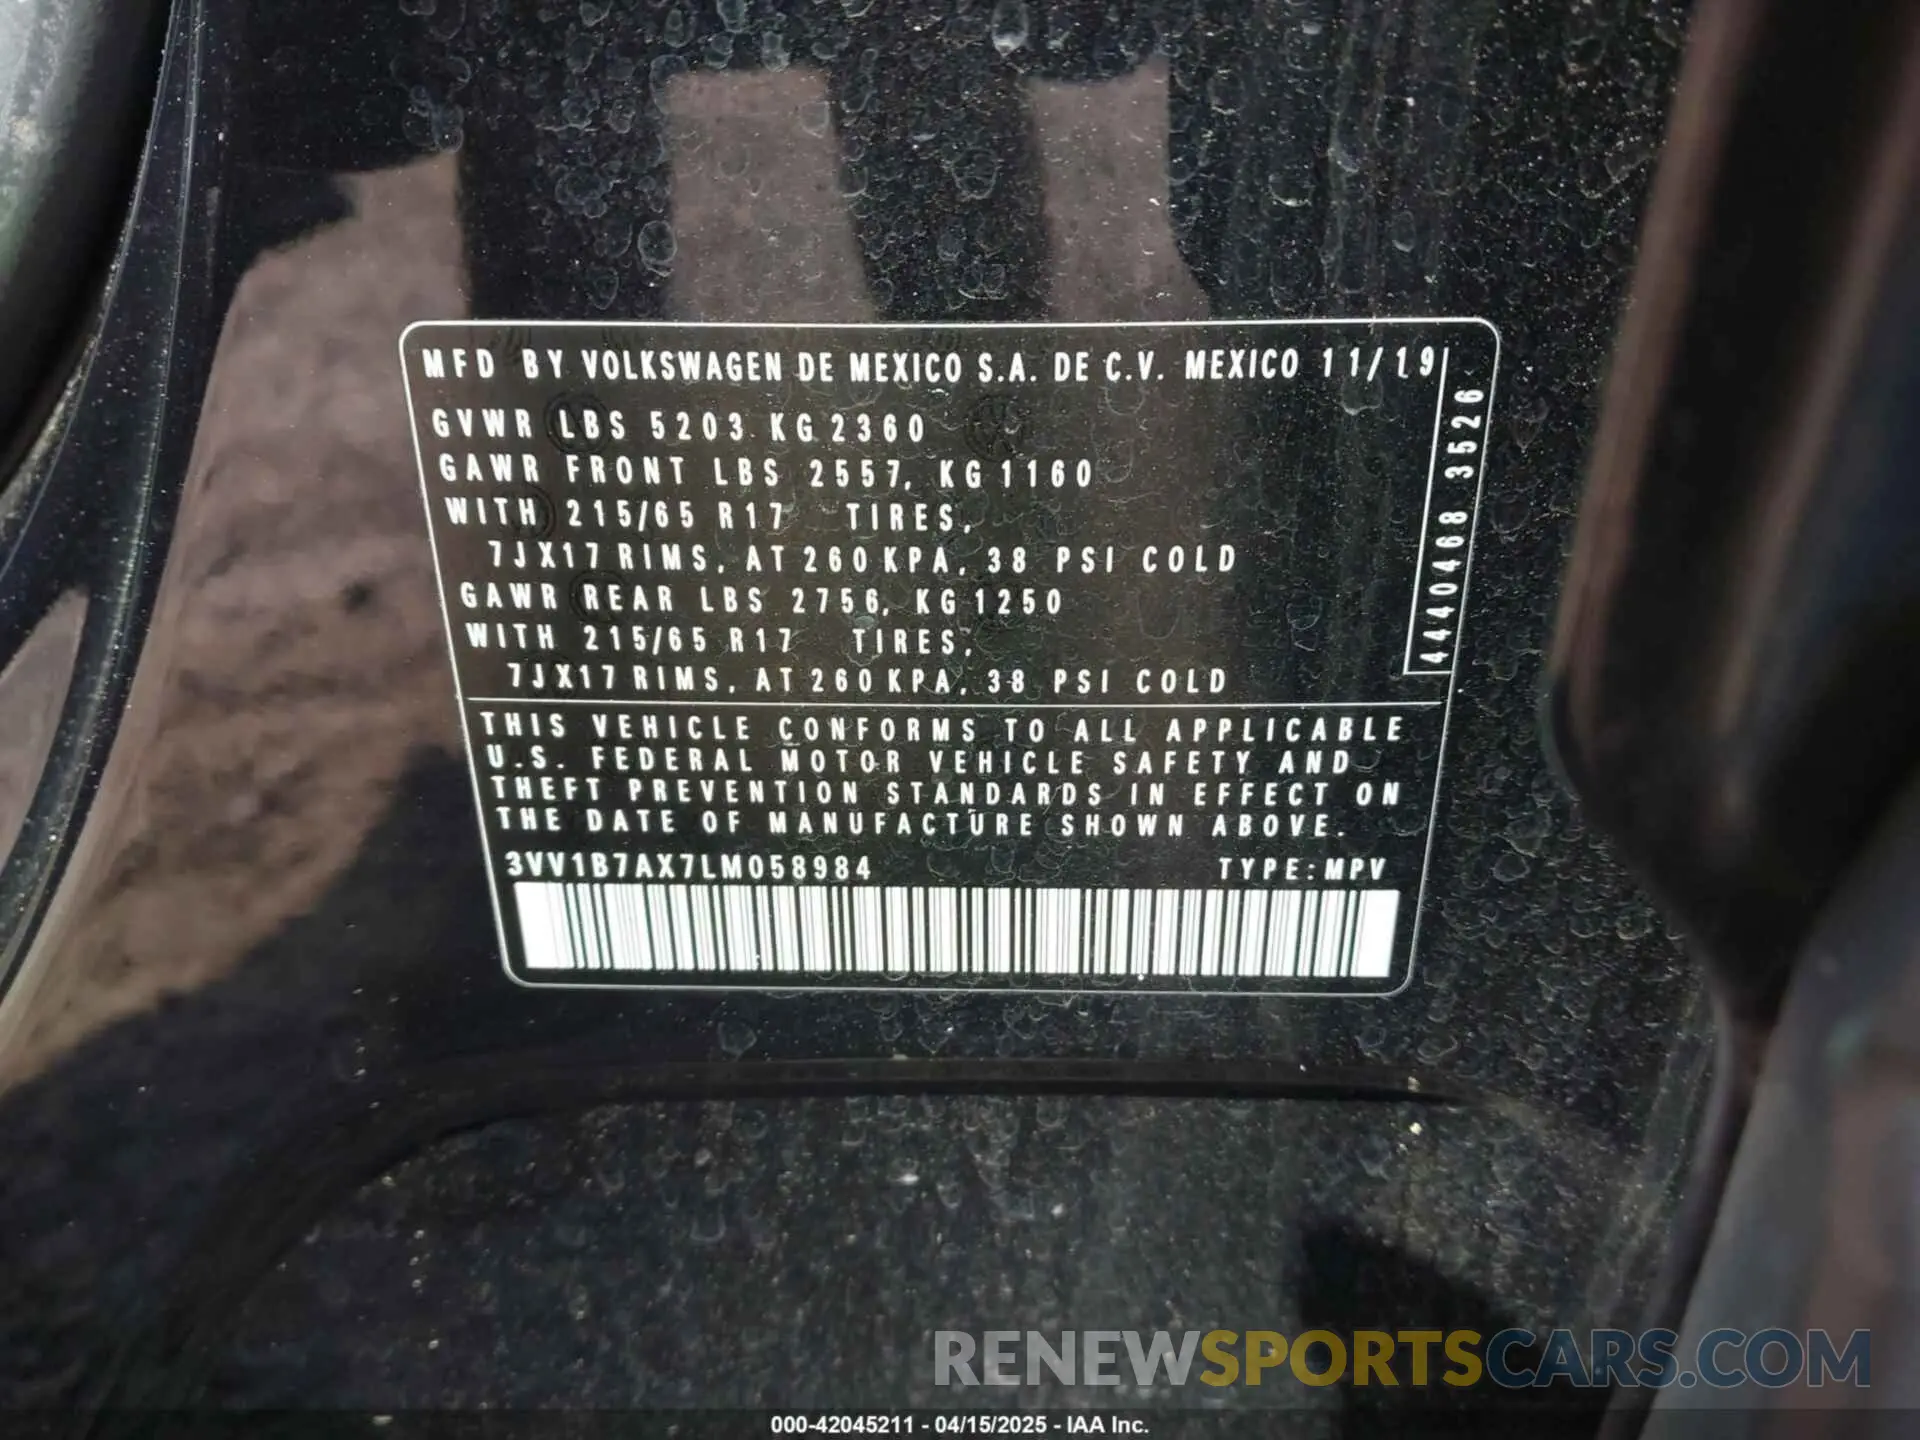 MFD BY VOLKSWAGEN DE MEXICO S.A. DE C.V. MEXICO 11/19
GVWR LBS 5203 KG 2360
GAWR FRONT LBS 2557, KG 1160
WITH 215/65 R17 TIRES,
7JX17 RIMS, AT 260 KPA, 38 PSI COLD
GAWR REAR LBS 2756, KG 1250
WITH 215/65 R17 TIRES,
7JX17 RIMS, AT 260 KPA, 38 PSI COLD
4440468 3526
THIS VEHICLE CONFORMS TO ALL APPLICABLE
U.S. FEDERAL MOTOR VEHICLE SAFETY AND
THEFT PREVENTION STANDARDS IN EFFECT ON
THE DATE OF MANUFACTURE SHOWN ABOVE.
3VV1B7AX7LM058984 TYPE:MPV
RENEWSPORTSCARS.COM
000-42045211 - 04/15/2025 - IAA Inc.